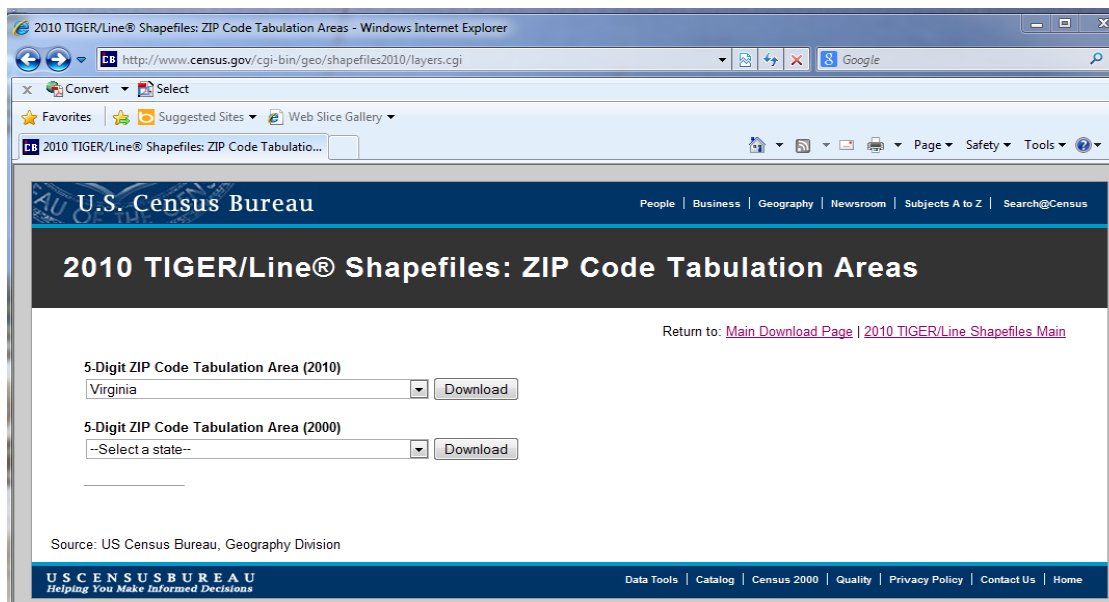 2010 TIGER/Line® Shapefiles: ZIP Code Tabulation Areas - Windows Internet Explorer
CB http://www.census.gov/cgi-bin/geo/shapefiles2010/layers.cgi 8 Google
x Convert Select
Favorites Suggested Sites Web Slice Gallery
CB 2010 TIGER/Line® Shapefiles: ZIP Code Tabulatio... Page Safety Tools
U.S. Census Bureau People | Business | Geography | Newsroom | Subjects A to Z | Search@Census
2010 TIGER/Line® Shapefiles: ZIP Code Tabulation Areas
Return to: Main Download Page | 2010 TIGER/Line Shapefiles Main
5-Digit ZIP Code Tabulation Area (2010)
Virginia Download
5-Digit ZIP Code Tabulation Area (2000)
--Select a state-- Download
Source: US Census Bureau, Geography Division
USCENSUSBUREAU Data Tools | Catalog | Census 2000 | Quality | Privacy Policy | Contact Us | Home
Helping You Make Informed Decisions